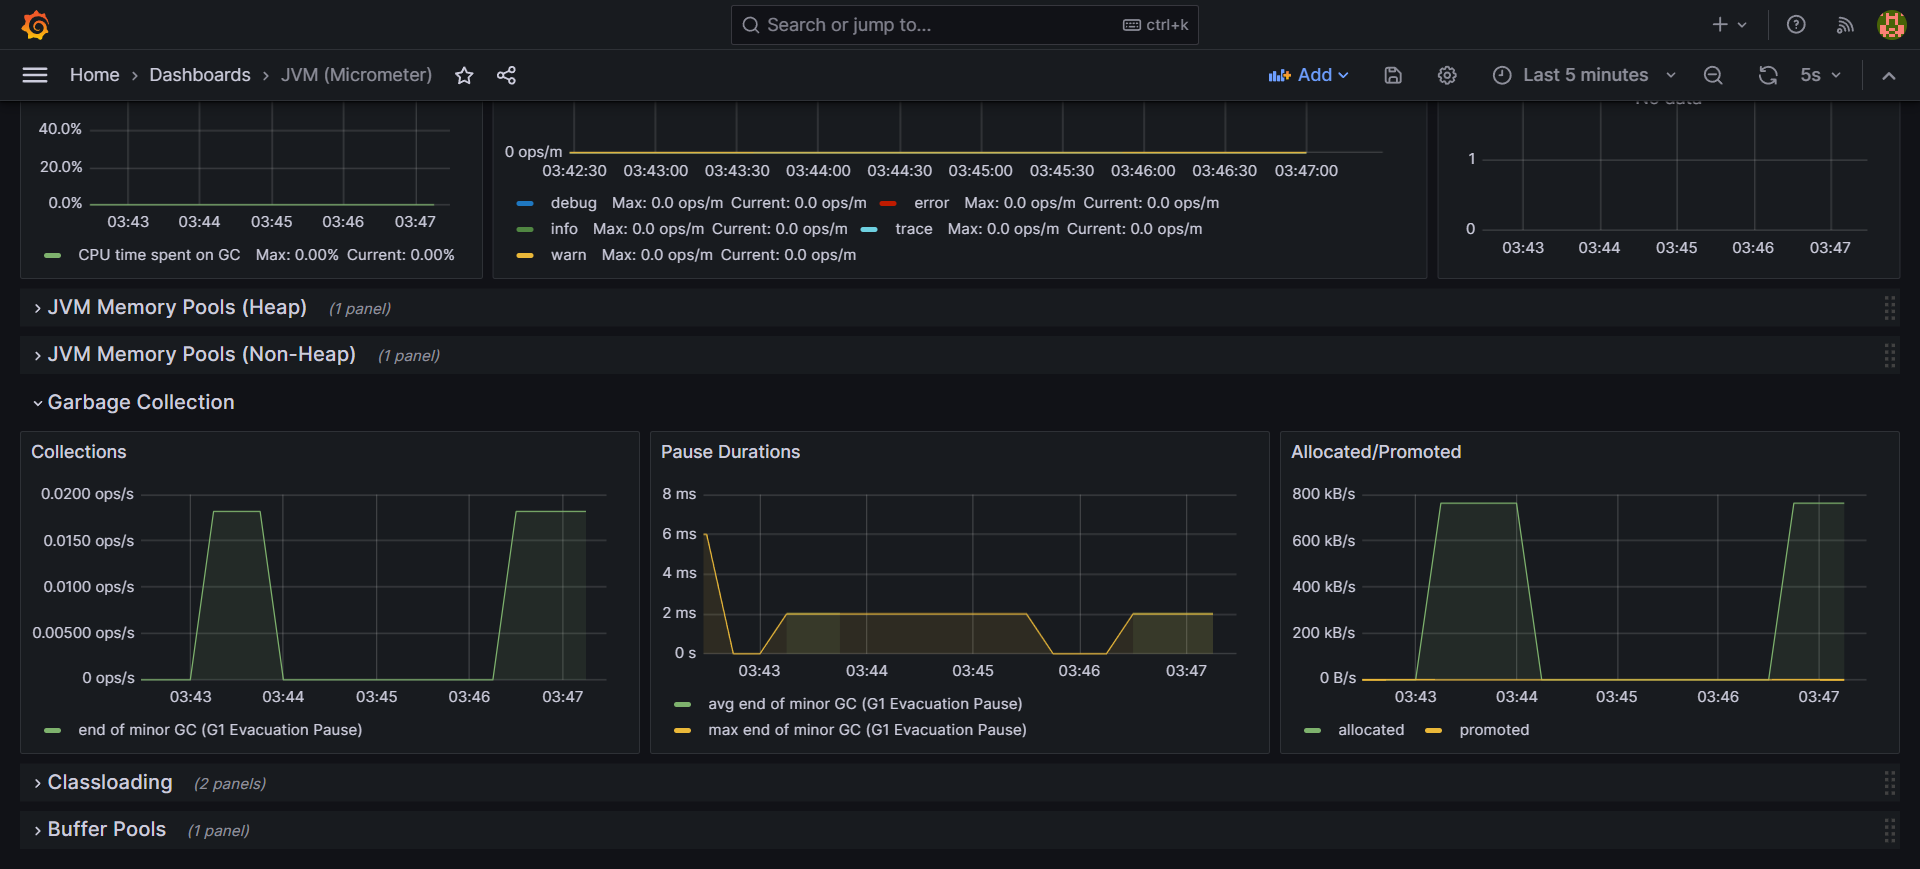 Search or jump to...
ctrl+k
Home › Dashboards › JVM (Micrometer)
Add
Last 5 minutes
5s
40.0%
20.0%
0.0%
03:43 03:44 03:45 03:46 03:47
CPU time spent on GC Max: 0.00% Current: 0.00%
0 ops/m
03:42:30 03:43:00 03:43:30 03:44:00 03:44:30 03:45:00 03:45:30 03:46:00 03:46:30 03:47:00
debug Max: 0.0 ops/m Current: 0.0 ops/m error Max: 0.0 ops/m Current: 0.0 ops/m
info Max: 0.0 ops/m Current: 0.0 ops/m trace Max: 0.0 ops/m Current: 0.0 ops/m
warn Max: 0.0 ops/m Current: 0.0 ops/m
No data
1
0
03:43 03:44 03:45 03:46 03:47
JVM Memory Pools (Heap) (1 panel)
JVM Memory Pools (Non-Heap) (1 panel)
Garbage Collection
Collections
0.0200 ops/s
0.0150 ops/s
0.0100 ops/s
0.00500 ops/s
0 ops/s
03:43 03:44 03:45 03:46 03:47
end of minor GC (G1 Evacuation Pause)
Pause Durations
8 ms
6 ms
4 ms
2 ms
0 s
03:43 03:44 03:45 03:46 03:47
avg end of minor GC (G1 Evacuation Pause)
max end of minor GC (G1 Evacuation Pause)
Allocated/Promoted
800 kB/s
600 kB/s
400 kB/s
200 kB/s
0 B/s
03:43 03:44 03:45 03:46 03:47
allocated promoted
Classloading (2 panels)
Buffer Pools (1 panel)